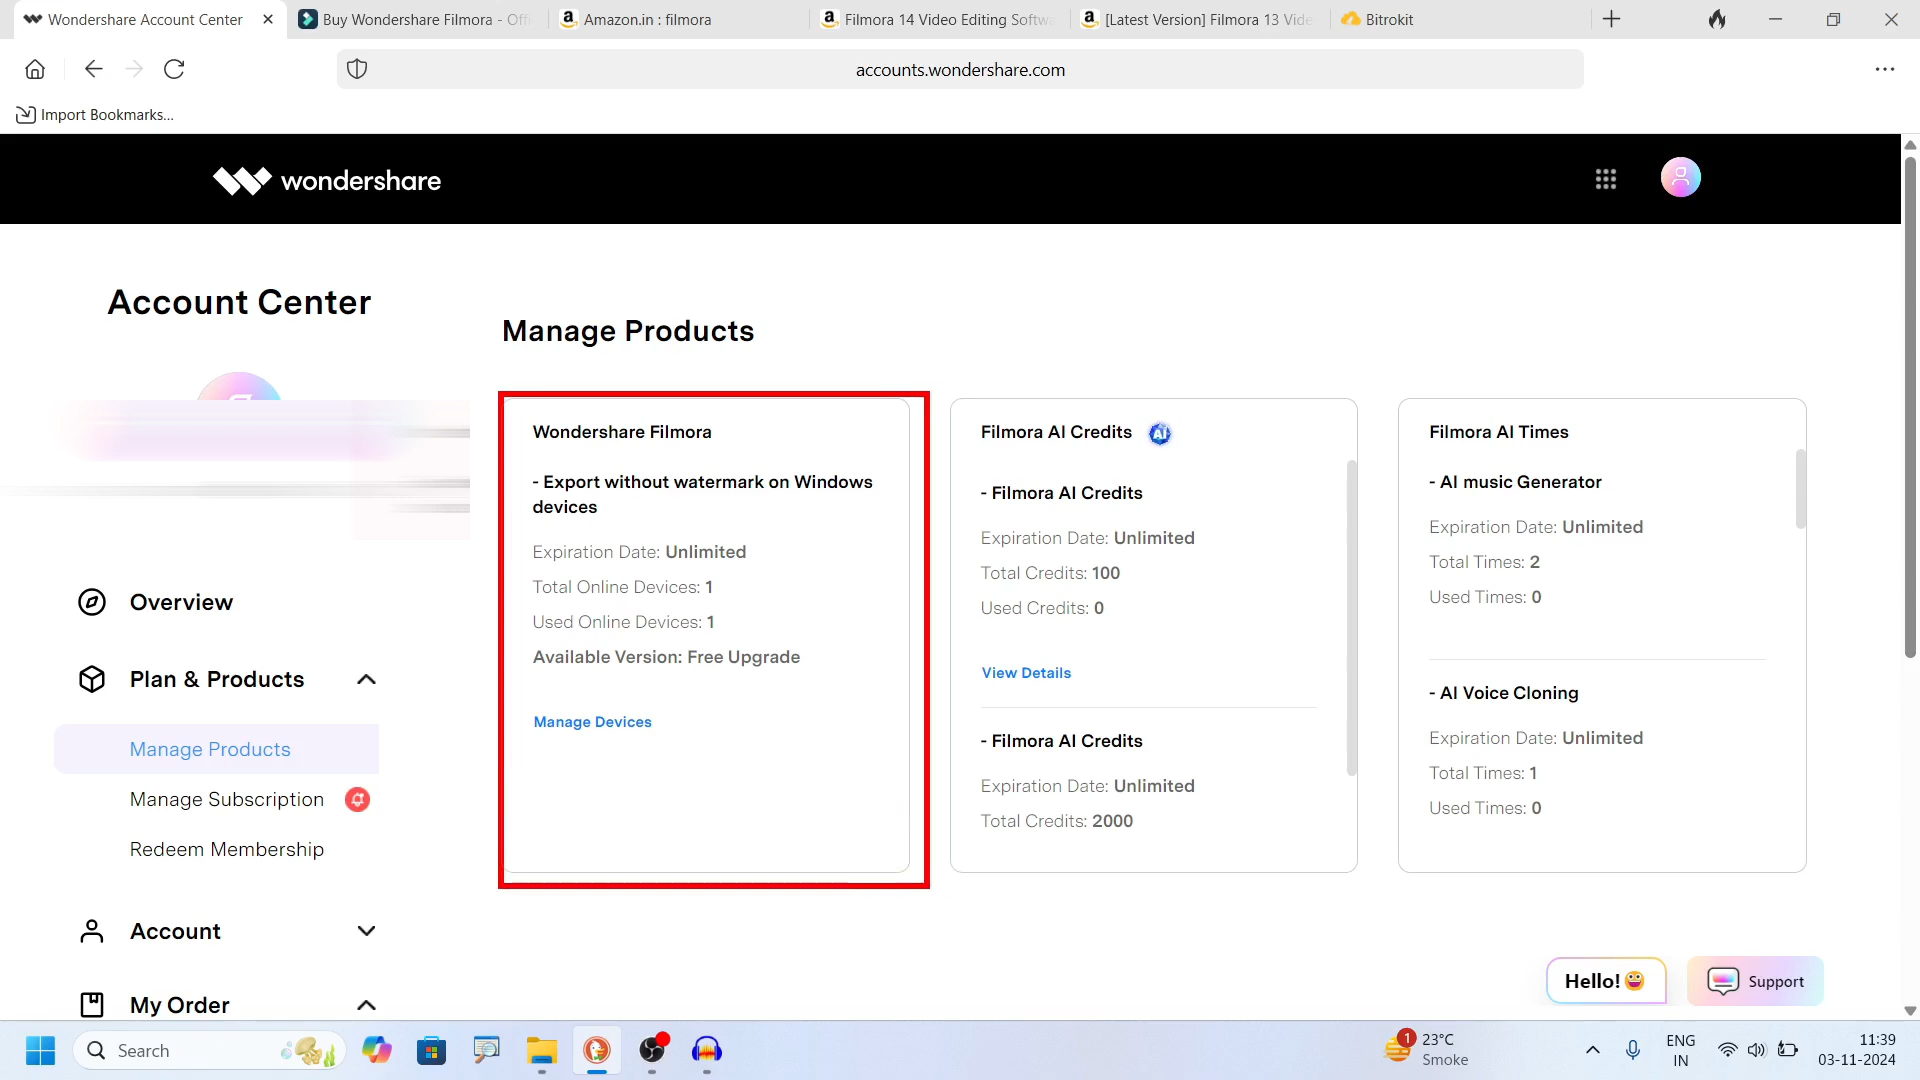 Wondershare Account Center
Buy Wondershare Filmora - Offi
Amazon.in : filmora
Filmora 14 Video Editing Softwa
[Latest Version] Filmora 13 Vide
Bitrokit
accounts.wondershare.com
Import Bookmarks...
wondershare
Account Center
Manage Products
Wondershare Filmora
- Export without watermark on Windows
devices
Expiration Date: Unlimited
Total Online Devices: 1
Used Online Devices: 1
Available Version: Free Upgrade
Manage Devices
Filmora AI Credits
AI
- Filmora AI Credits
Expiration Date: Unlimited
Total Credits: 100
Used Credits: 0
View Details
- Filmora AI Credits
Expiration Date: Unlimited
Total Credits: 2000
Filmora AI Times
- AI music Generator
Expiration Date: Unlimited
Total Times: 2
Used Times: 0
- AI Voice Cloning
Expiration Date: Unlimited
Total Times: 1
Used Times: 0
Overview
Plan & Products
Manage Products
Manage Subscription
Redeem Membership
Account
My Order
Hello!
Support
Search
1
23°C
Smoke
ENG
IN
11:39
03-11-2024